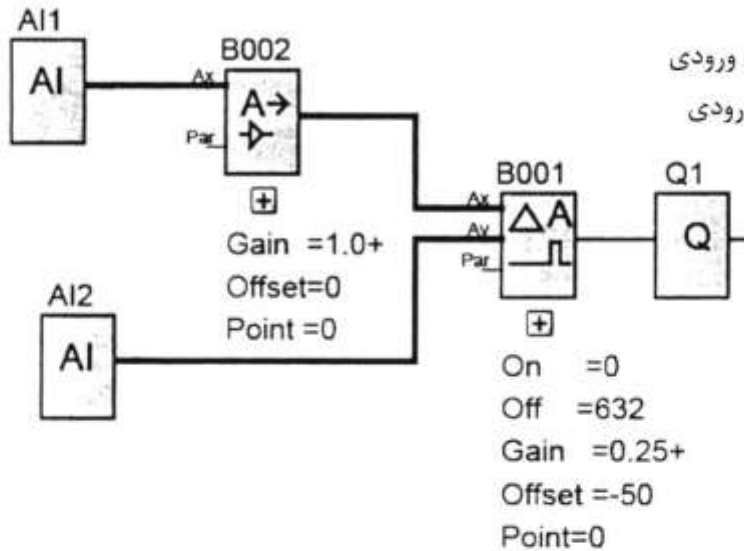 AI1
AI
B002
Ax
A→
Par
Gain =1.0+
Offset=0
Point =0
ورودی
رودی
B001
Ax
Ay
Par
A
Q1
Q
AI2
AI
On =0
Off =632
Gain =0.25+
Offset =-50
Point=0